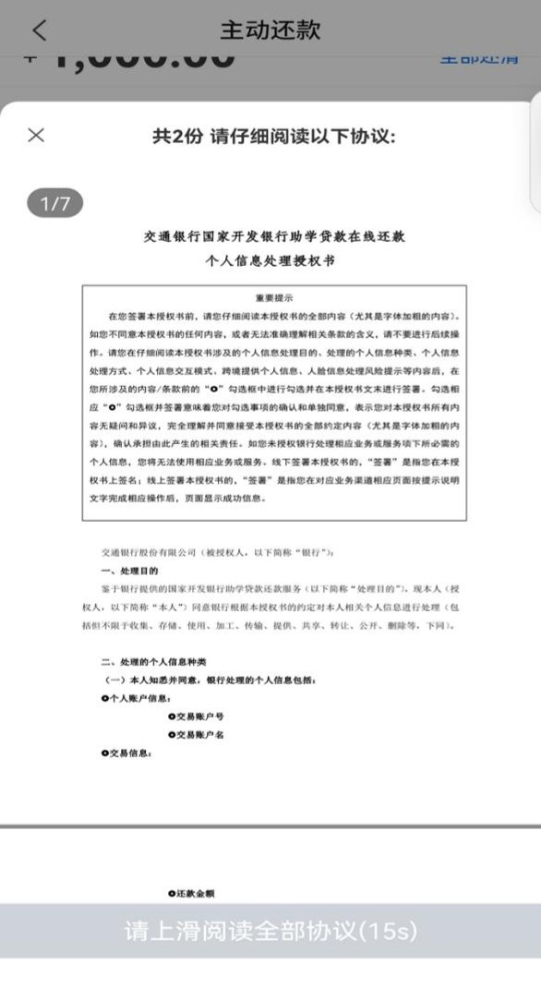 主动还款
共2份 请仔细阅读以下协议:
1/7
交通银行国家开发银行助学贷款在线还款
个人信息处理授权书
重要提示
在您签署本授权书前，请您仔细阅读本授权书的全部内容（尤其是字体加粗的内容）。
如您不同意本授权书的任何内容，或者无法准确理解相关条款的含义，请不要进行后续操
作。请您在仔细阅读本授权书涉及的个人信息处理目的、处理的个人信息种类、个人信息
处理方式、个人信息交互模式、跨境提供个人信息、人脸信息处理风险提示等内容后，在
您所涉及的内容/条款前的“✪”勾选框中进行勾选并在本授权书文末进行签署。勾选相
应“✪”勾选框并签署意味着您对勾选事项的确认和单独同意，表示您对本授权书所有内
容无疑问和异议，完全理解并同意接受本授权书的全部约定内容（尤其是字体加粗的内
容），确认承担由此产生的相关责任。如您未授权银行处理相应业务或服务项下所必需的
个人信息，您将无法使用相应业务或服务。线下签署本授权书的，“签署”是指您在本授
权书上签名；线上签署本授权书的，“签署”是指您在对应业务渠道相应页面按提示说明
文字完成相应操作后，页面显示成功信息。
交通银行股份有限公司（被授权人，以下简称“银行”）：
一、处理目的
鉴于银行提供的国家开发银行助学贷款还款服务（以下简称“处理目的”），现本人（授
权人，以下简称“本人”）同意银行根据本授权书的约定对本人相关个人信息进行处理（包
括但不限于收集、存储、使用、加工、传输、提供、共享、转让、公开、删除等，下同）。
二、处理的个人信息种类
（一）本人知悉并同意，银行处理的个人信息包括：
✪个人账户信息：
✪交易账户号
✪交易账户名
✪交易信息：
✪还款金额
请上滑阅读全部协议(15s)